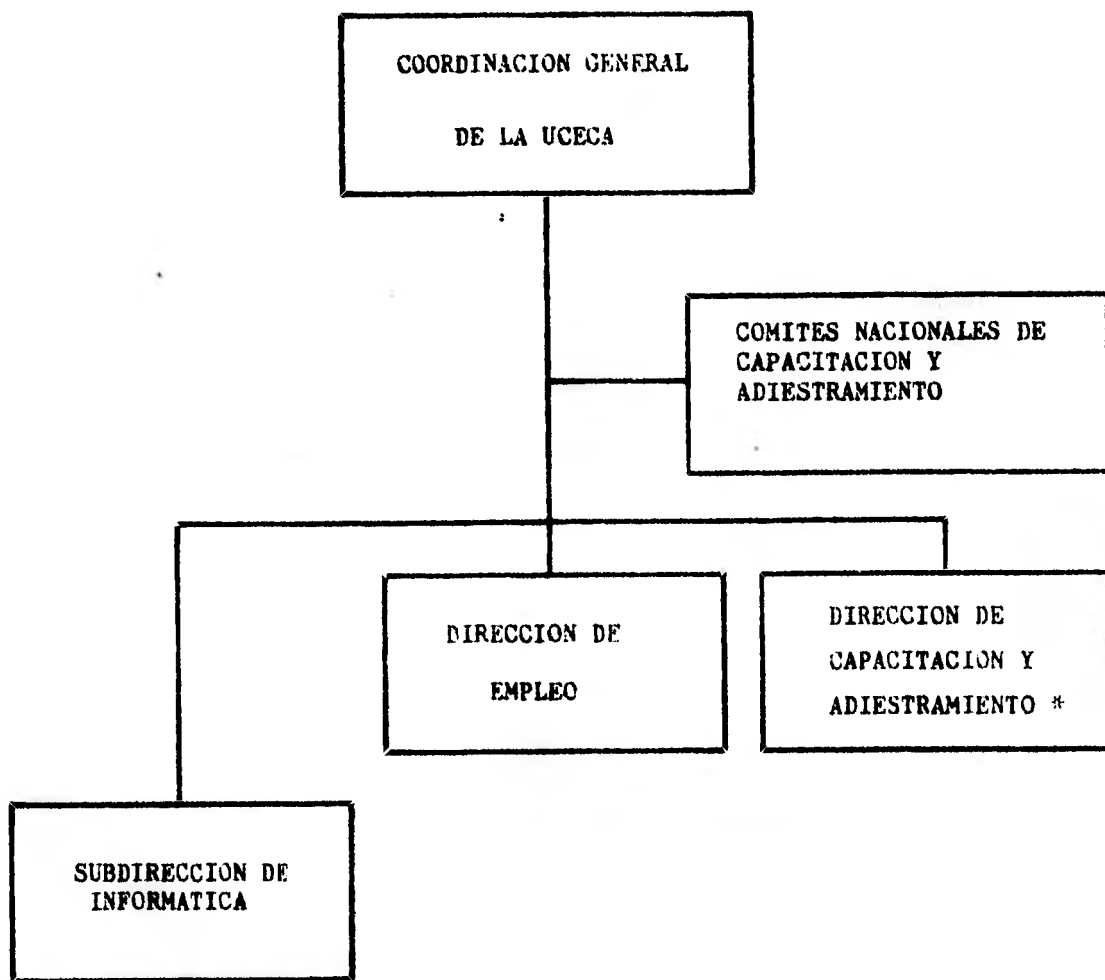 COORDINACION GENERAL
DE LA UCECA
COMITES NACIONALES DE
CAPACITACION Y
ADIESTRAMIENTO
DIRECCION DE
EMPLEO
DIRECCION DE
CAPACITACION Y
ADIESTRAMIENTO *
SUBDIRECCION DE
INFORMATICA